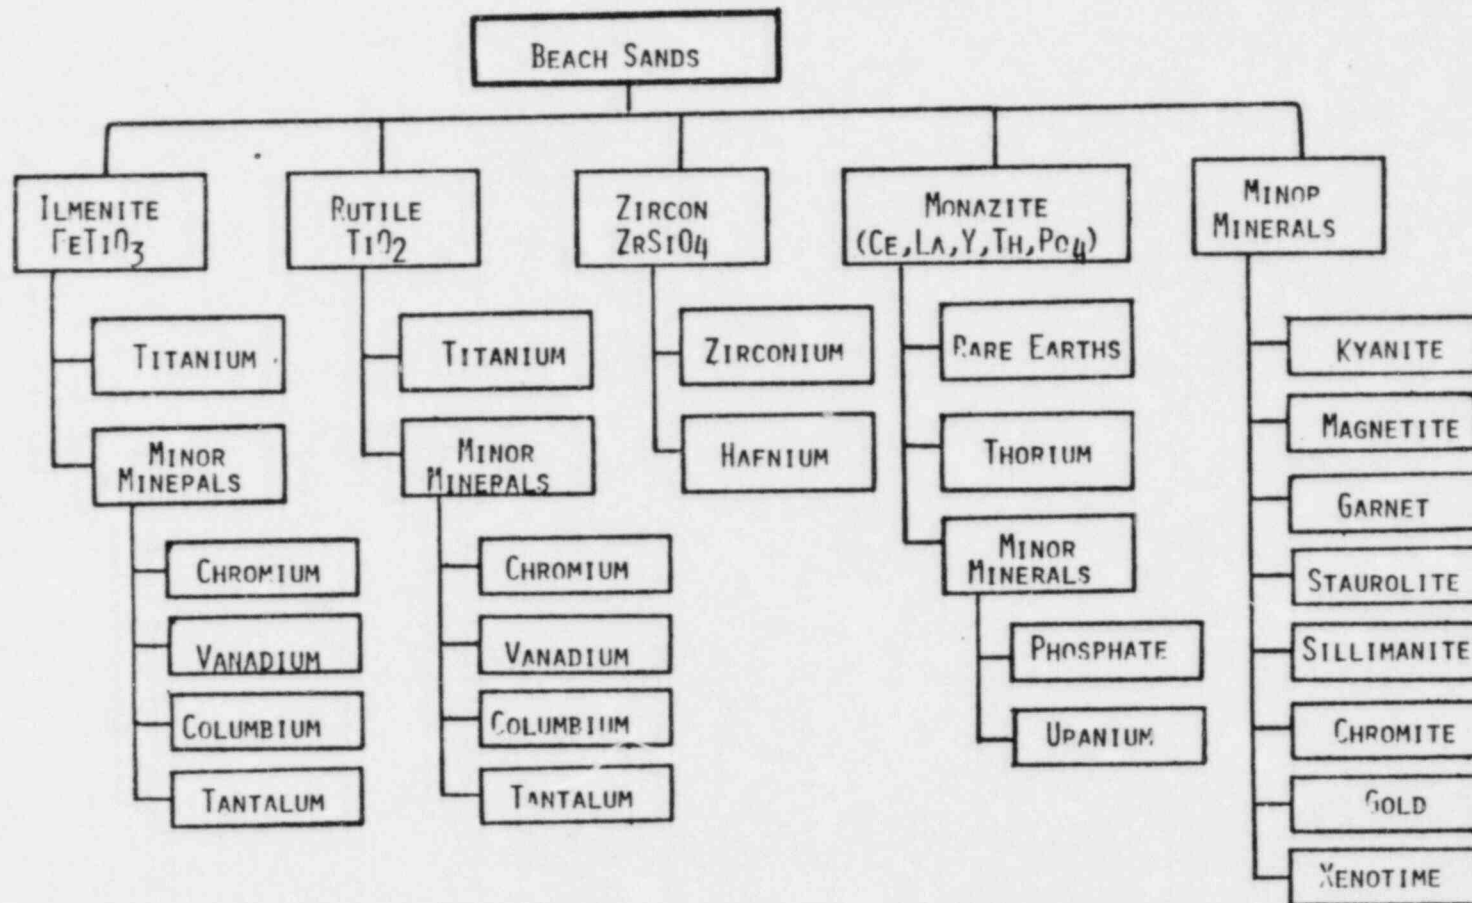 BEACH SANDS
ILMENITE
FeTiO3
RUTILE
TiO2
ZIRCON
ZrSiO4
MONAZITE
(Ce,La,Y,Th,Po4)
MINOR
MINERALS
TITANIUM
MINOR
MINERALS
CHROMIUM
VANADIUM
COLUMBIUM
TANTALUM
TITANIUM
MINOR
MINERALS
CHROMIUM
VANADIUM
COLUMBIUM
TANTALUM
ZIRCONIUM
HAFNIUM
RARE EARTHS
THORIUM
MINOR
MINERALS
PHOSPHATE
URANIUM
KYANITE
MAGNETITE
GARNET
STAUROLITE
SILLIMANITE
CHROMITE
GOLD
XENOTIME